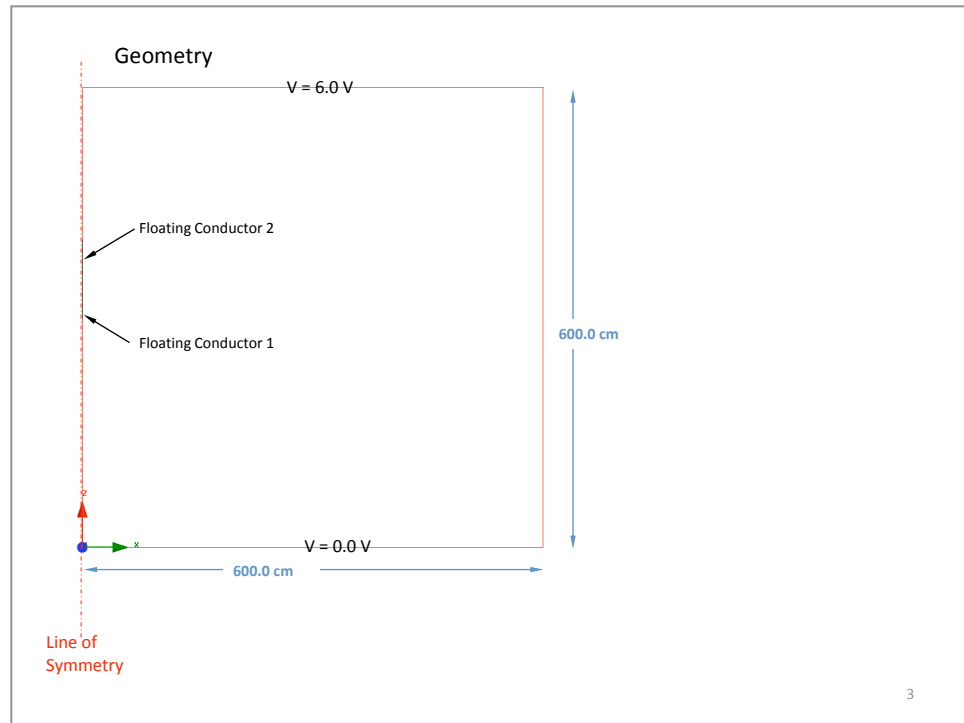 Geometry
V = 6.0 V
Floating Conductor 2
600.0 cm
Floating Conductor 1
z
x
V = 0.0 V
600.0 cm
Line of
Symmetry
3